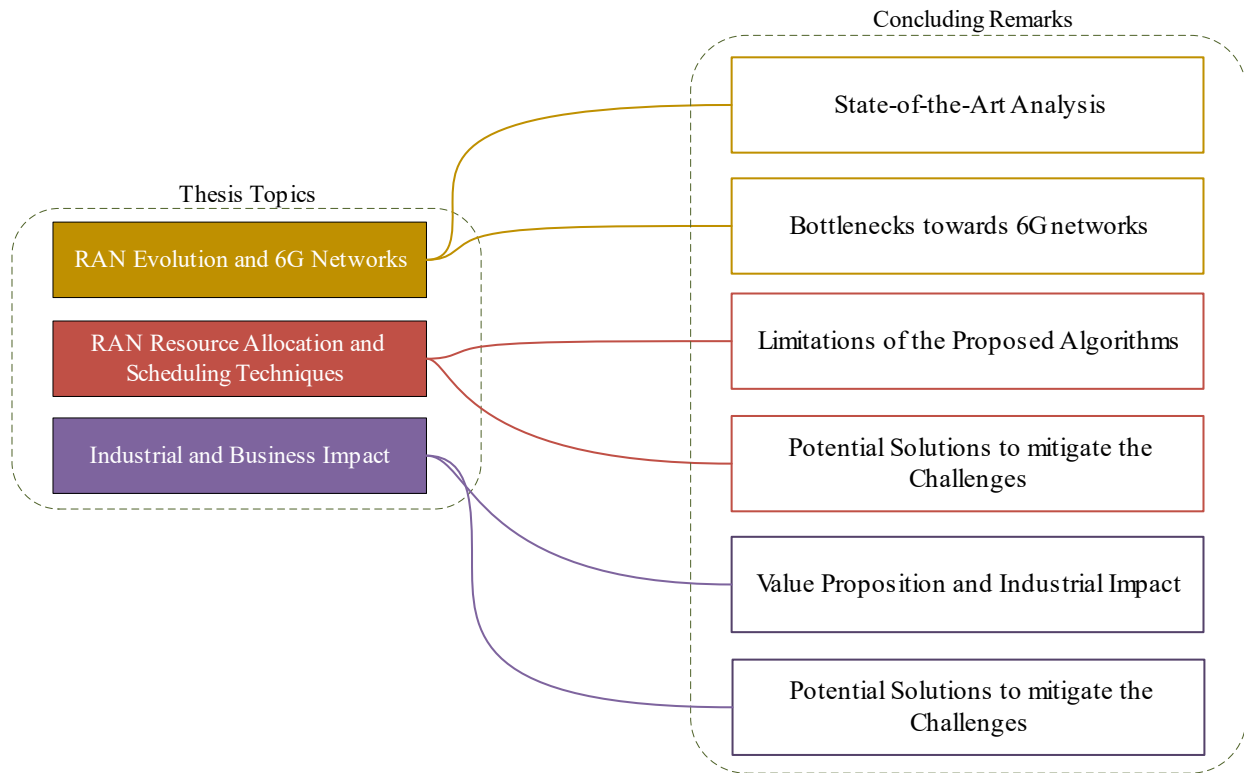 Concluding Remarks
State-of-the-Art Analysis
Bottlenecks towards 6G networks
Limitations of the Proposed Algorithms
Potential Solutions to mitigate the
Challenges
Value Proposition and Industrial Impact
Potential Solutions to mitigate the
Challenges
Thesis Topics
RAN Evolution and 6G Networks
RAN Resource Allocation and
Scheduling Techniques
Industrial and Business Impact